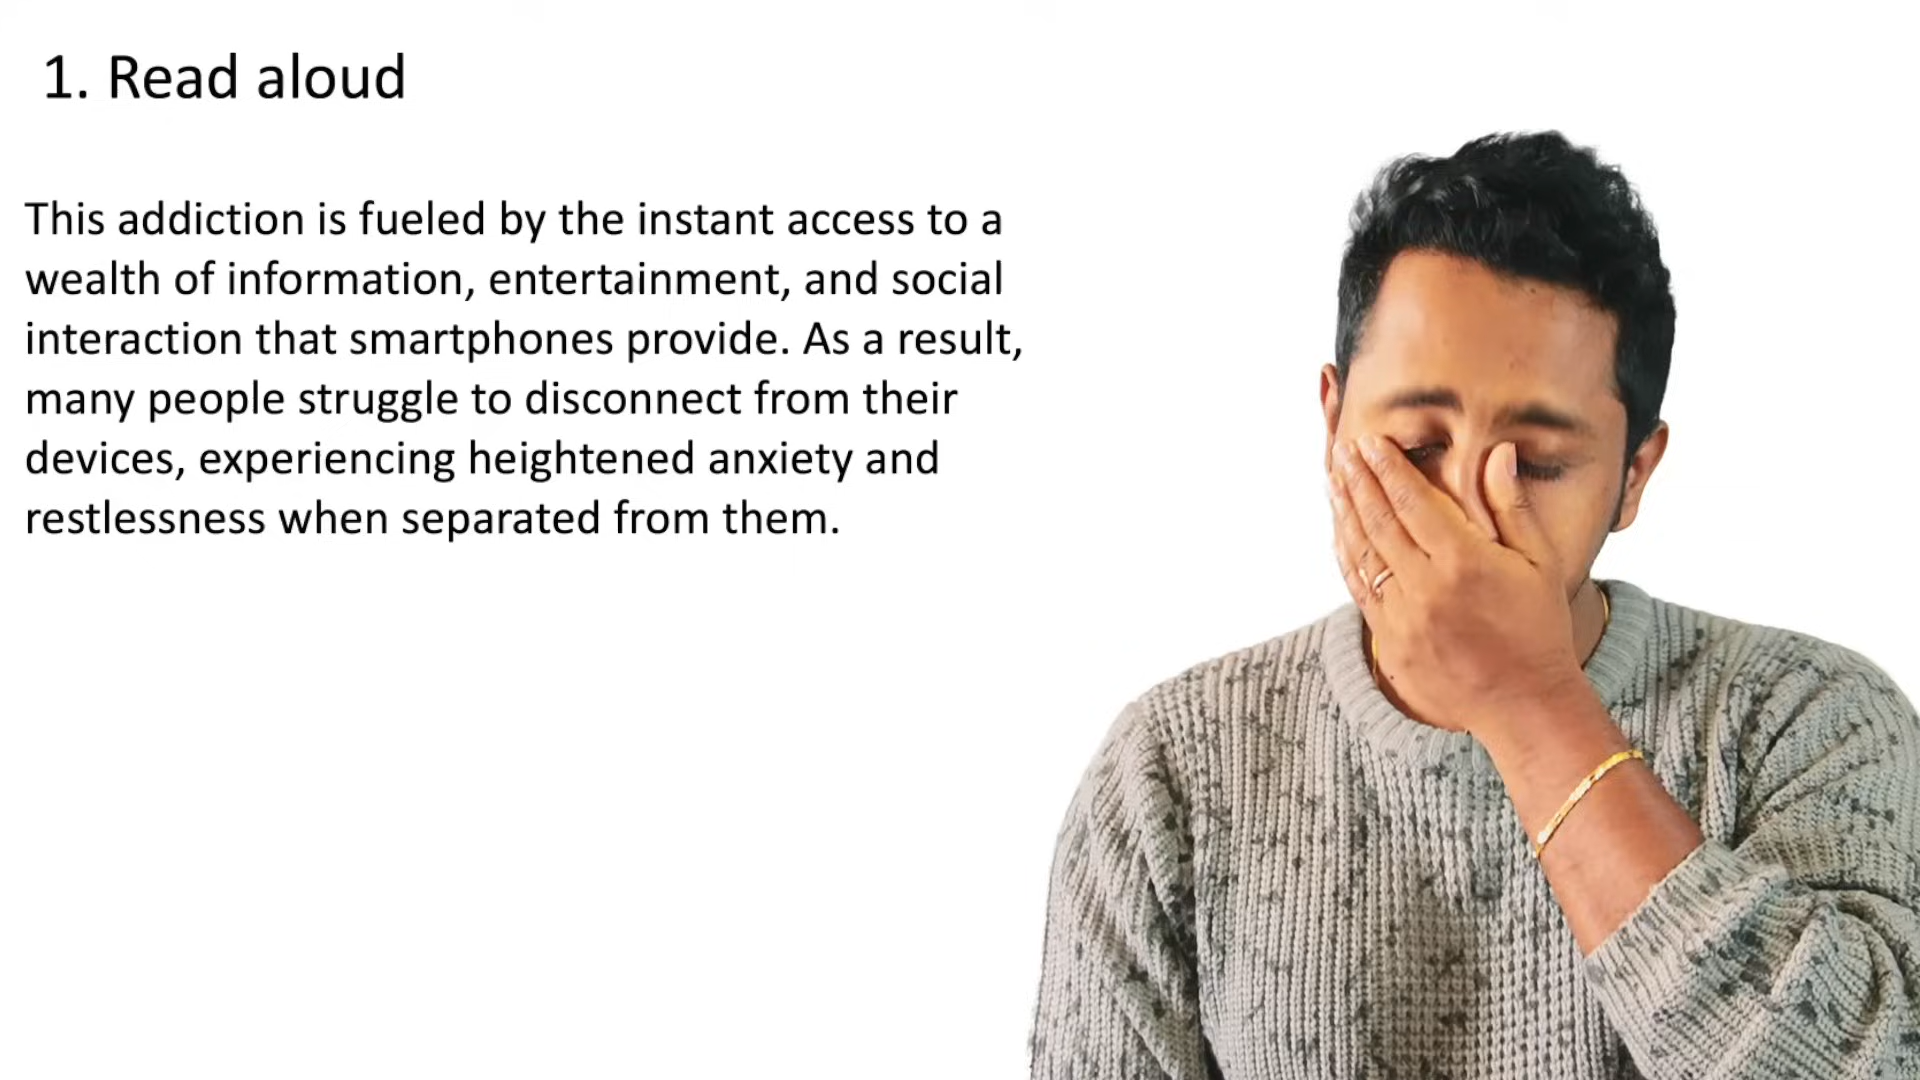 1. Read aloud
This addiction is fueled by the instant access to a
wealth of information, entertainment, and social
interaction that smartphones provide. As a result,
many people struggle to disconnect from their
devices, experiencing heightened anxiety and
restlessness when separated from them.